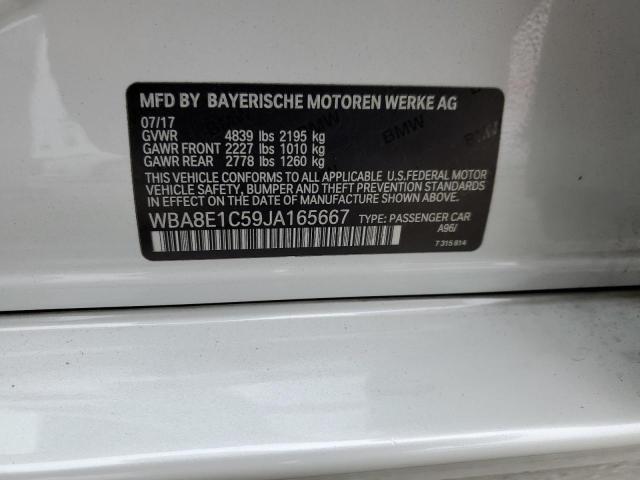 MFD BY BAYERISCHE MOTOREN WERKE AG
07/17
GVWR 4839 lbs 2195 kg
GAWR FRONT 2227 lbs 1010 kg
GAWR REAR 2778 lbs 1260 kg
THIS VEHICLE CONFORMS TO ALL APPLICABLE U.S.FEDERAL MOTOR
VEHICLE SAFETY, BUMPER AND THEFT PREVENTION STANDARDS
IN EFFECT ON THE DATE OF MANUFACTURE SHOWN ABOVE.
WBA8E1C59JA165667 TYPE: PASSENGER CAR
A96/
7 315 814
BMW
BMW